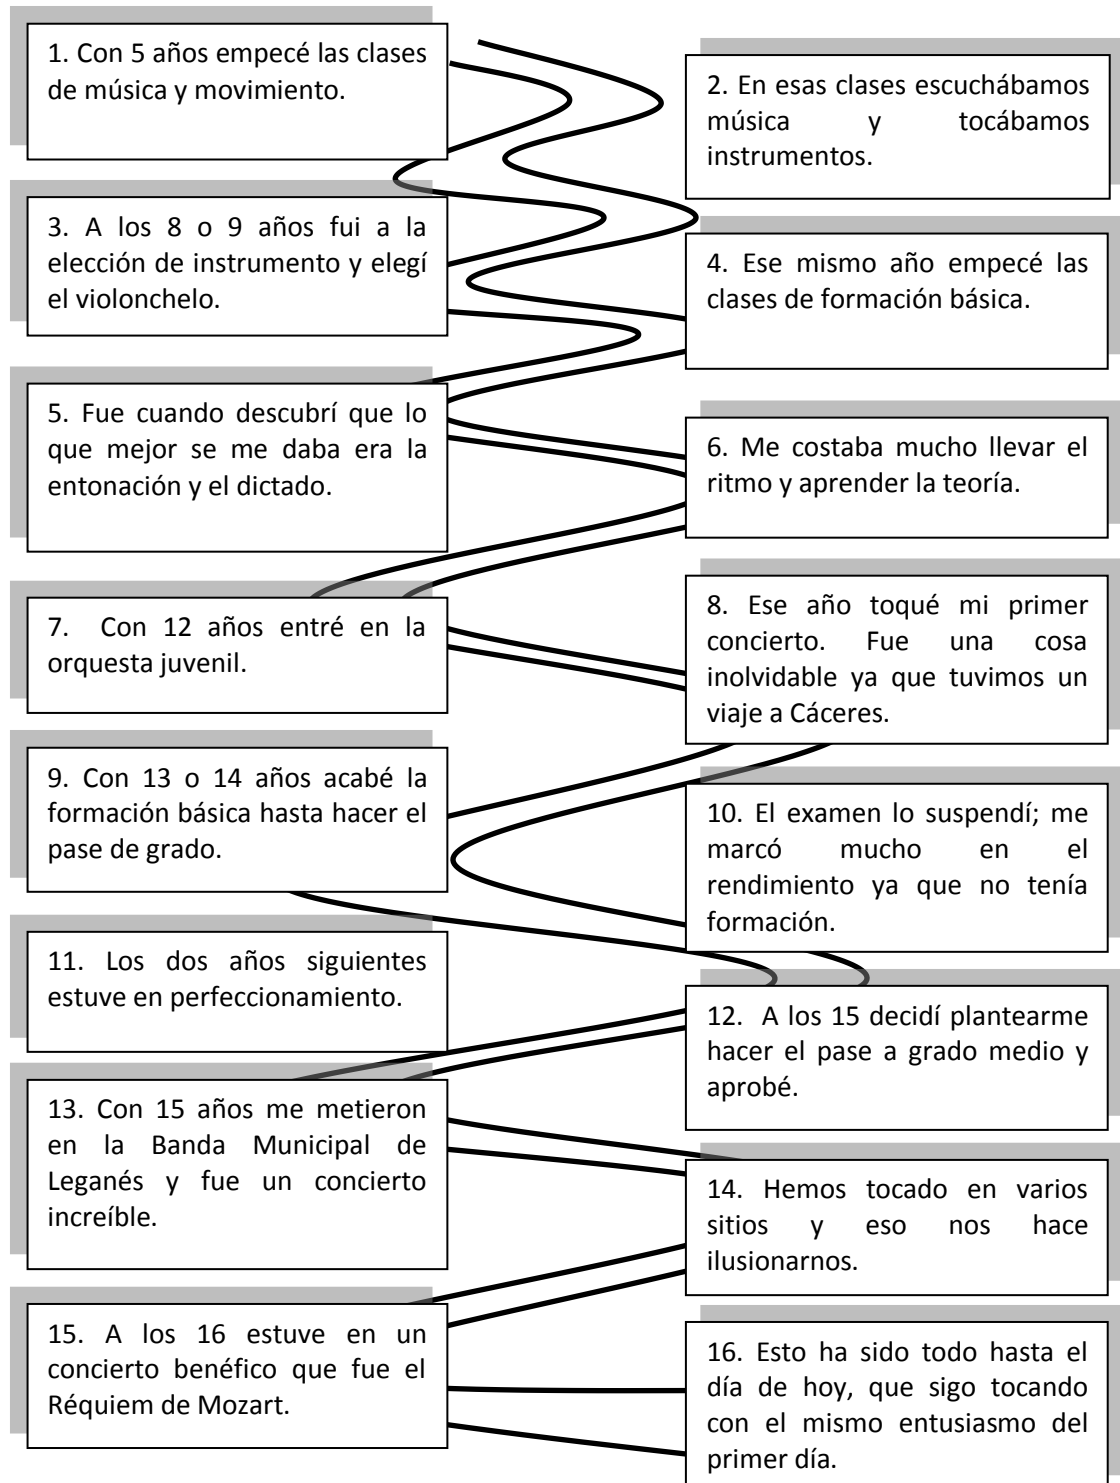 1. Con 5 años empecé las clases
de música y movimiento.
2. En esas clases escuchábamos
música y tocábamos
instrumentos.
3. A los 8 o 9 años fui a la
elección de instrumento y elegí
el violonchelo.
4. Ese mismo año empecé las
clases de formación básica.
5. Fue cuando descubrí que lo
que mejor se me daba era la
entonación y el dictado.
6. Me costaba mucho llevar el
ritmo y aprender la teoría.
7. Con 12 años entré en la
orquesta juvenil.
8. Ese año toqué mi primer
concierto. Fue una cosa
inolvidable ya que tuvimos un
viaje a Cáceres.
9. Con 13 o 14 años acabé la
formación básica hasta hacer el
pase de grado.
10. El examen lo suspendí; me
marcó mucho en el
rendimiento ya que no tenía
formación.
11. Los dos años siguientes
estuve en perfeccionamiento.
12. A los 15 decidí plantearme
hacer el pase a grado medio y
aprobé.
13. Con 15 años me metieron
en la Banda Municipal de
Leganés y fue un concierto
increíble.
14. Hemos tocado en varios
sitios y eso nos hace
ilusionarnos.
15. A los 16 estuve en un
concierto benéfico que fue el
Réquiem de Mozart.
16. Esto ha sido todo hasta el
día de hoy, que sigo tocando
con el mismo entusiasmo del
primer día.